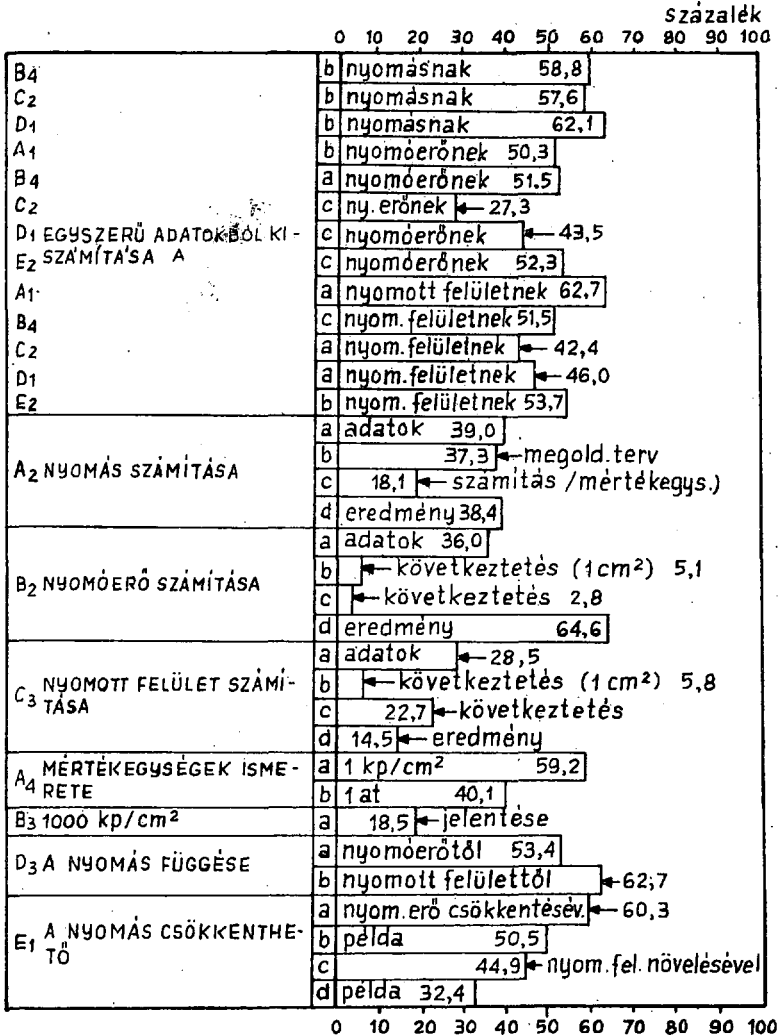 százalék
0 10 20 30 40 50 60 70 80 90 100
B4 b nyomásnak 58,8
C2 b nyomásnak 57,6
D1 b nyomásnak 62,1
A1 b nyomóerőnek 50,3
B4 a nyomóerőnek 51.5
C2 c ny. erőnek 27,3
D1 EGYSZERŰ ADATOKBÓL KI- c nyomóerőnek 43,5
E2 SZÁMÍTÁSA A c nyomóerőnek 52,3
A1 a nyomott felületnek 62,7
B4 c nyom. felületnek 51,5
C2 a nyom. felületnek 42,4
D1 a nyom. felületnek 46,0
E2 b nyom. felületnek 53,7
a adatok 39,0
b 37,3 megold. terv
A2 NYOMÁS SZÁMÍTÁSA
c 18,1 számítás /mértékegys.)
d eredmény 38,4
a adatok 36,0
b következtetés (1cm²) 5,1
B2 NYOMÓERŐ SZÁMÍTÁSA
c következtetés 2,8
d eredmény 64,6
a adatok 28,5
C3 NYOMOTT FELÜLET SZÁMÍ- b következtetés (1 cm²) 5,8
TÁSA c 22,7 következtetés
d 14,5 eredmény
A4 MÉRTÉKEGYSÉGEK ISME- a 1 kp/cm² 59,2
RETE b 1 at 40,1
B3 1000 kp/cm² a 18,5 jelentése
D3 A NYOMÁS FÜGGÉSE a nyomóerőtől 53,4
b nyomott felülettől 62,7
a nyom. erő csökkentésév. 60,3
E1 A NYOMÁS CSÖKKENTHE- b példa 50,5
TŐ c 44,9 nyom. fel. növelésével
d példa 32,4
0 10 20 30 40 50 60 70 80 90 100